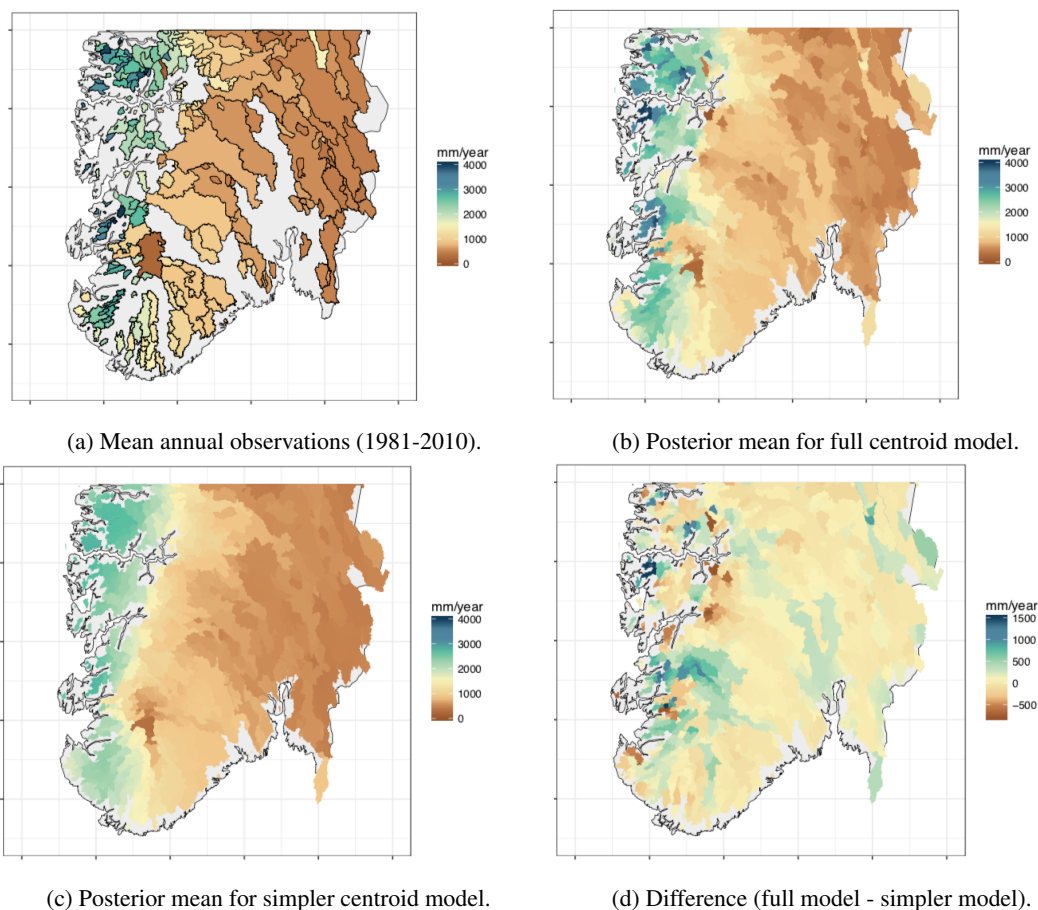 mm/year
4000
3000
2000
1000
0
mm/year
4000
3000
2000
1000
0
(a) Mean annual observations (1981-2010).
(b) Posterior mean for full centroid model.
mm/year
4000
3000
2000
1000
0
mm/year
1500
1000
500
0
−500
(c) Posterior mean for simpler centroid model.
(d) Difference (full model - simpler model).